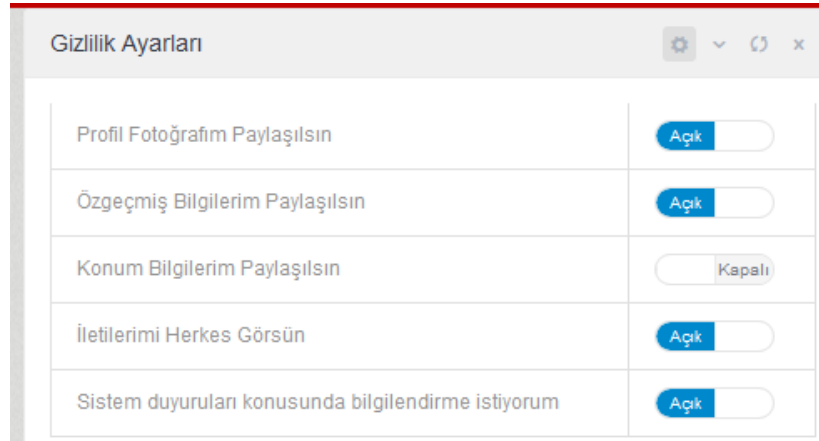 Gizlilik Ayarları
Profil Fotoğrafım Paylaşılsın Açık
Özgeçmiş Bilgilerim Paylaşılsın Açık
Konum Bilgilerim Paylaşılsın Kapalı
İletilerimi Herkes Görsün Açık
Sistem duyuruları konusunda bilgilendirme istiyorum Açık